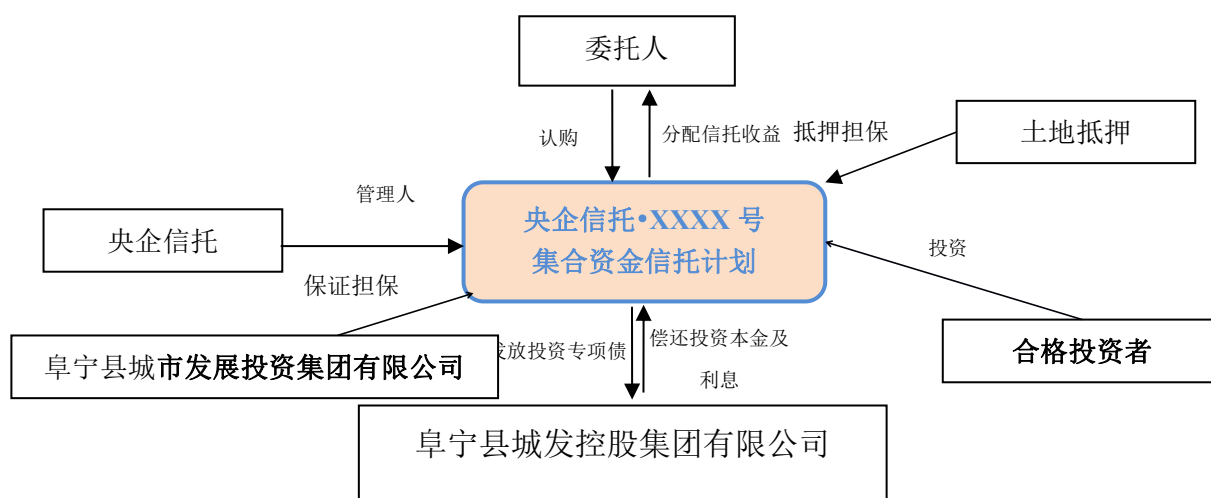 委托人
认购
分配信托收益
抵押担保
土地抵押
管理人
央企信托
央企信托•XXXX 号
集合资金信托计划
投资
保证担保
阜宁县城市发展投资集团有限公司
发放投资专项债
偿还投资本金及
利息
合格投资者
阜宁县城发控股集团有限公司